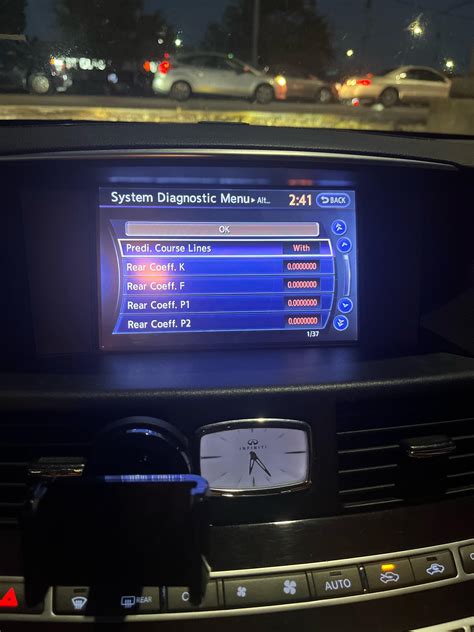 System Diagnostic Menu ▸ Alt... 2:41 BACK
OK
Predi. Course Lines With
Rear Coeff. K 0.0000000
Rear Coeff. F 0.0000000
Rear Coeff. P1 0.0000000
Rear Coeff. P2 0.0000000
1/37
INFINITI
REAR AUTO